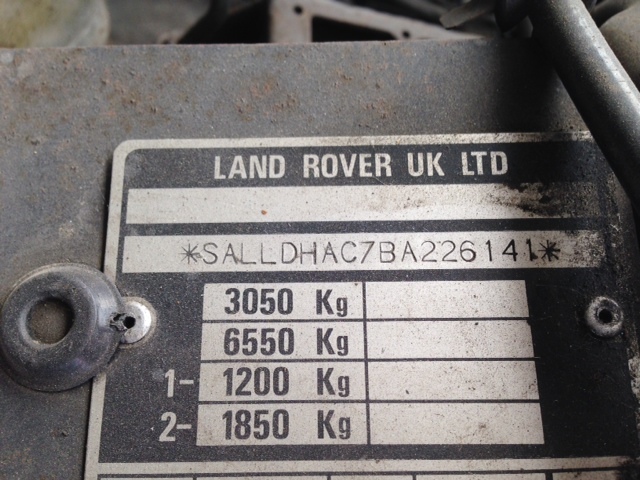 LAND ROVER UK LTD
*SALLDHAC7BA226141*
3050 Kg
6550 Kg
1- 1200 Kg
2- 1850 Kg